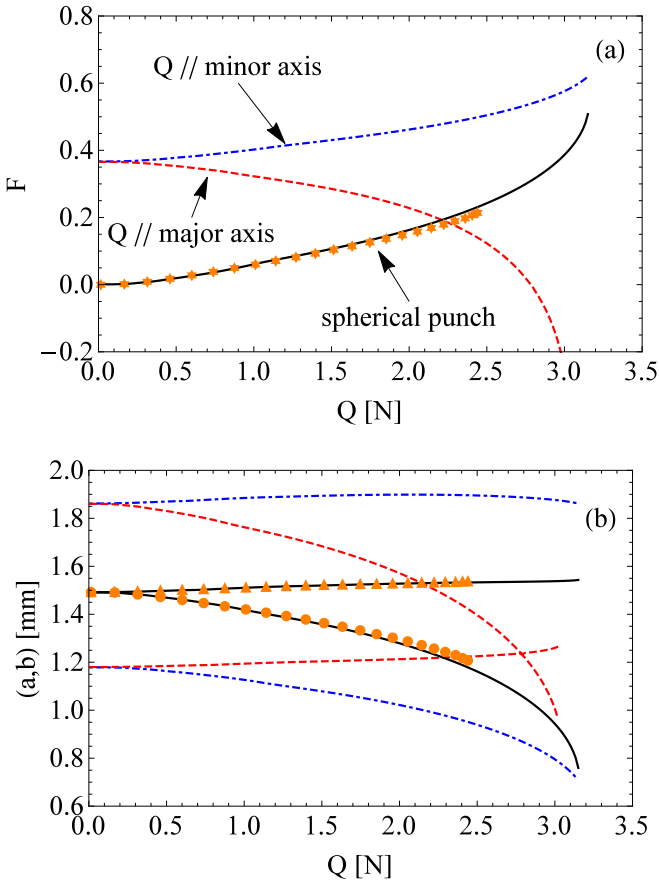 0.8
Q // minor axis
(a)
0.6
0.4
F
0.2
Q // major axis
0.0
spherical punch
−0.2
0.0 0.5 1.0 1.5 2.0 2.5 3.0 3.5
Q [N]
2.0
(b)
1.8
1.6
1.4
(a,b) [mm]
1.2
1.0
0.8
0.6
0.0 0.5 1.0 1.5 2.0 2.5 3.0 3.5
Q [N]